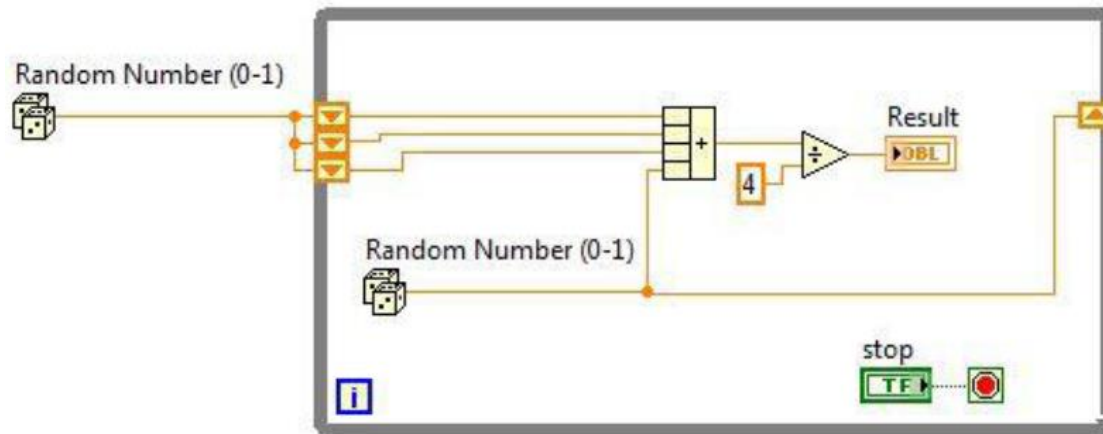 Random Number (0-1)
Result
DBL
4
Random Number (0-1)
stop
TF
i